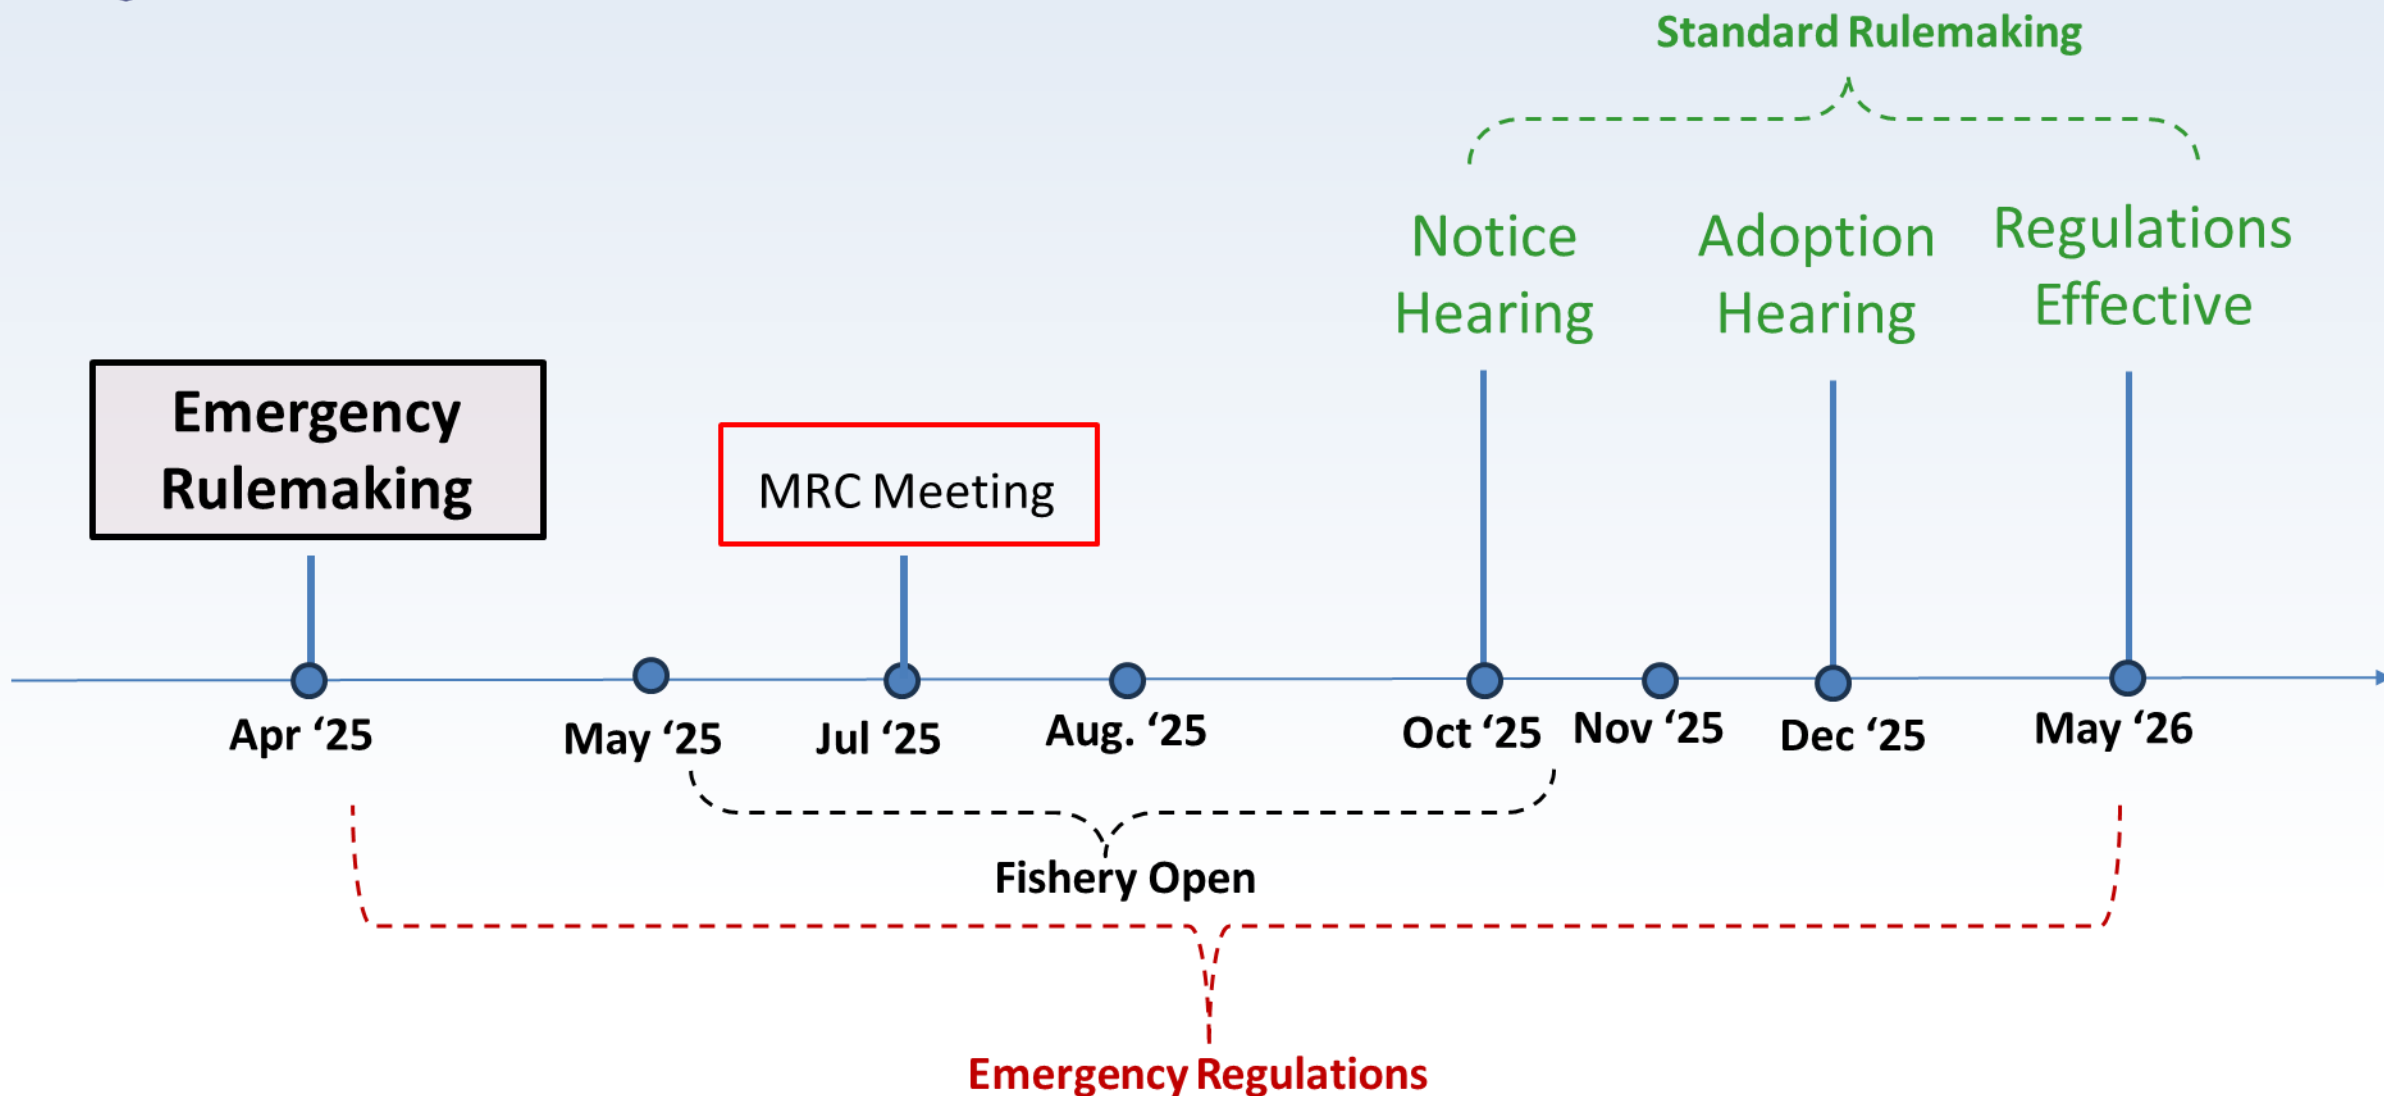 Standard Rulemaking
Notice
Hearing
Adoption
Hearing
Regulations
Effective
Emergency
Rulemaking
MRC Meeting
Apr ‘25
May ‘25
Jul ‘25
Aug. ‘25
Oct ‘25
Nov ‘25
Dec ‘25
May ‘26
Fishery Open
Emergency Regulations